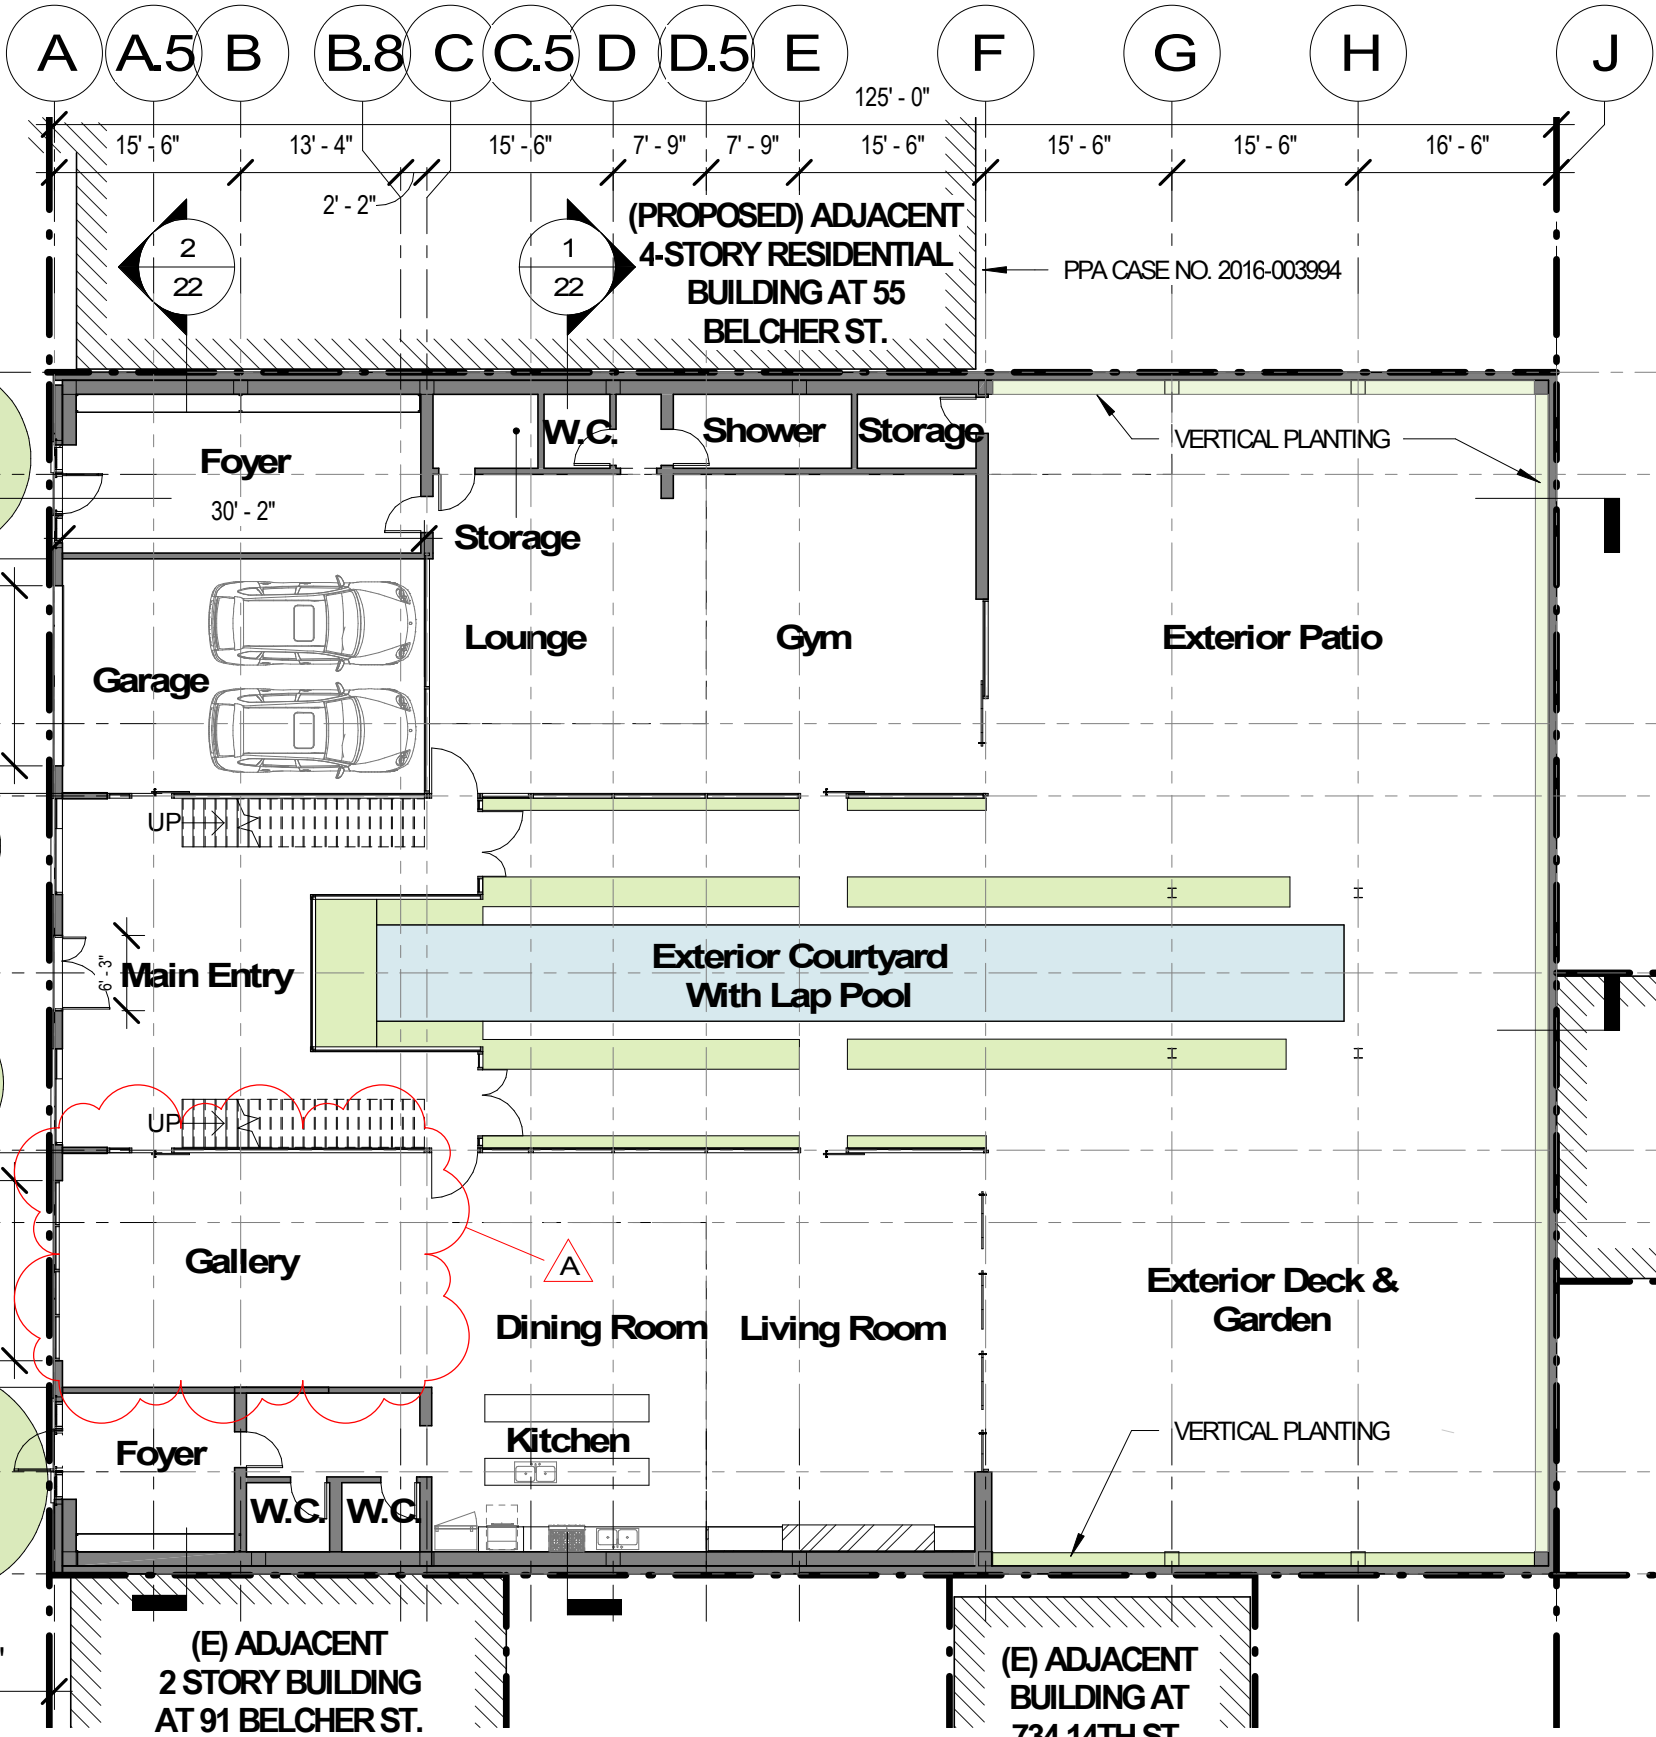 A A.5 B B.8 C C.5 D D.5 E F G H J
125' - 0"
15' - 6" 13' - 4" 15' - 6" 7' - 9" 7' - 9" 15' - 6" 15' - 6" 15' - 6" 16' - 6"
2' - 2"
2
22
1
22
(PROPOSED) ADJACENT
4-STORY RESIDENTIAL
BUILDING AT 55
BELCHER ST.
PPA CASE NO. 2016-003994
Foyer
30' - 2"
W.C.
Shower
Storage
VERTICAL PLANTING
Storage
Lounge
Gym
Exterior Patio
Garage
UP
6' - 3"
Main Entry
Exterior Courtyard
With Lap Pool
UP
Gallery
A
Dining Room
Living Room
Exterior Deck &
Garden
Kitchen
VERTICAL PLANTING
Foyer
W.C.
W.C.
(E) ADJACENT
2 STORY BUILDING
AT 91 BELCHER ST.
(E) ADJACENT
BUILDING AT
734 14TH ST.